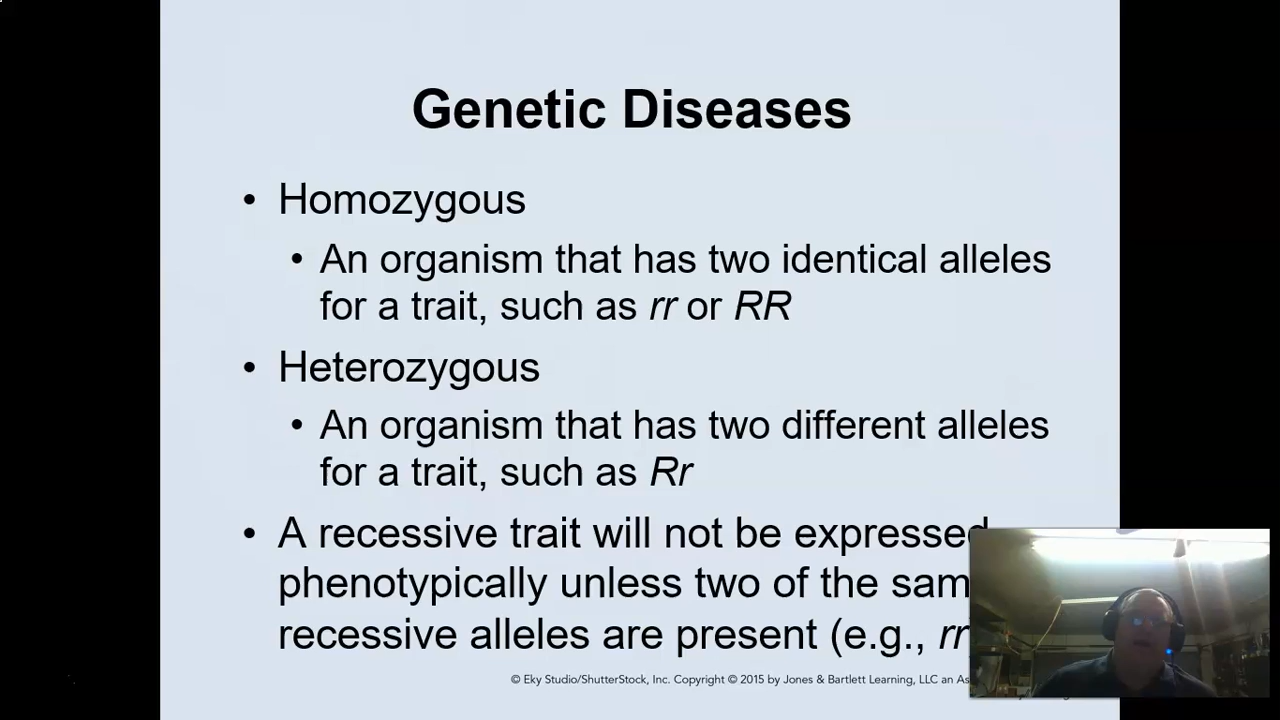 Genetic Diseases
• Homozygous
• An organism that has two identical alleles
for a trait, such as rr or RR
• Heterozygous
• An organism that has two different alleles
for a trait, such as Rr
• A recessive trait will not be expressed
phenotypically unless two of the
recessive alleles are present (e.g., rr
© Eky Studio/ShutterStock, Inc. Copyright © 2015 by Jones & Bartlett Learning, LLC an